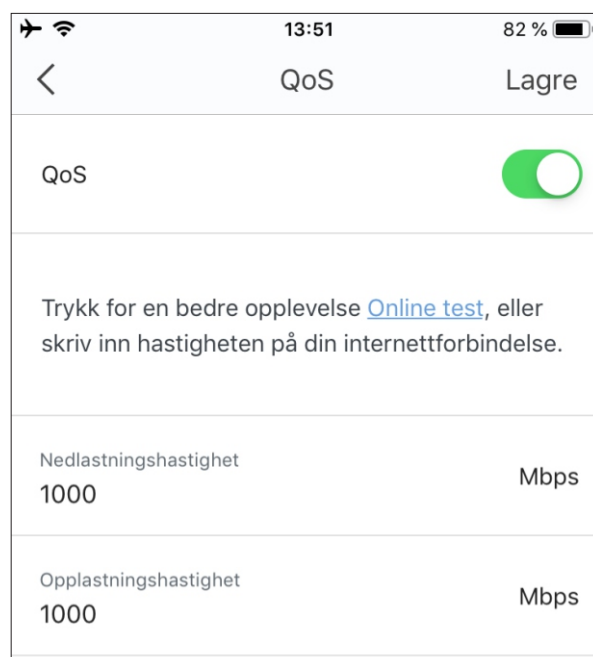 13:51
82 %
QoS
Lagre
QoS
Trykk for en bedre opplevelse Online test, eller
skriv inn hastigheten på din internettforbindelse.
Nedlastningshastighet
1000
Mbps
Opplastningshastighet
1000
Mbps